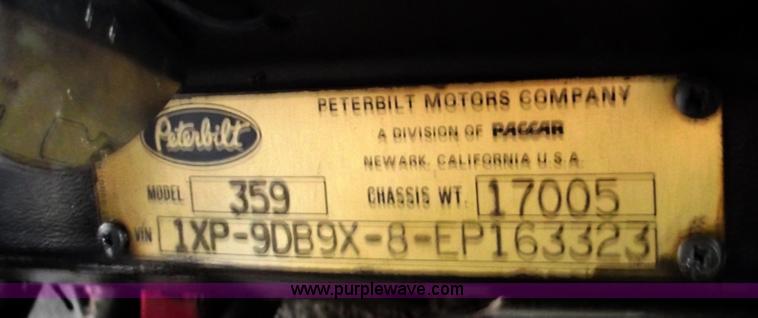 PETERBILT MOTORS COMPANY
Peterbilt
A DIVISION OF PACCAR
NEWARK, CALIFORNIA U.S.A.
MODEL 359 CHASSIS WT. 17005
VIN 1XP-9DB9X-8-EP163323
www.purplewave.com